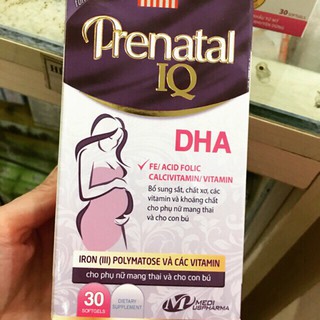 Prenatal
IQ
DHA
FE/ ACID FOLIC
CALCIVITAMIN/ VITAMIN
Bổ sung sắt, chất xơ, các
vitamin và khoáng chất
cho phụ nữ mang thai
và cho con bú
IRON (III) POLYMATOSE VÀ CÁC VITAMIN
cho phụ nữ mang thai và cho con bú
30
SOFTGELS
DIETARY
SUPPLEMENT
MEDI
USPHARMA
30 SOFTGELS